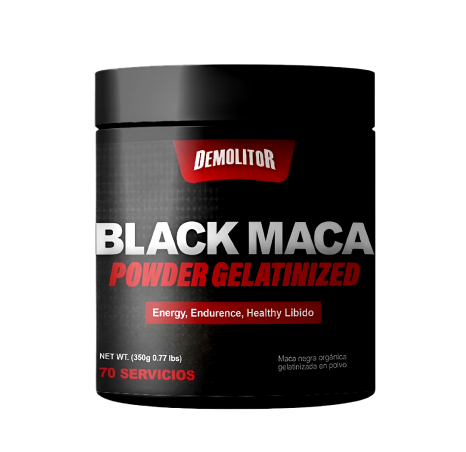 DEMOLITOR
BLACK MACA
POWDER GELATINIZED
Energy, Endurence, Healthy Libido
NET WT. (350g 0.77 lbs)
70 SERVICIOS
Maca negra orgánica
gelatinizada en polvo